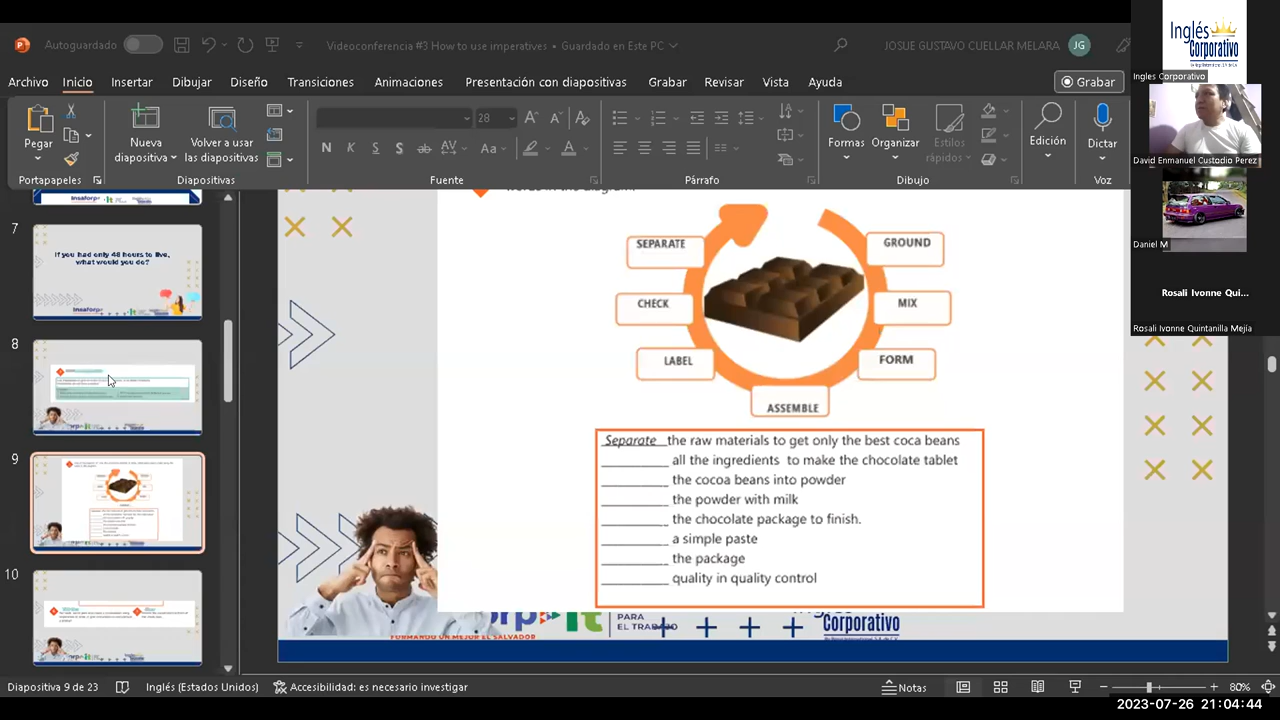 Autoguardado
Videoconferencia #3 How to use imperatives • Guardado en Este PC
JOSUE GUSTAVO CUELLAR MELARA
JG
Archivo Inicio Insertar Dibujar Diseño Transiciones Animaciones Presentación con diapositivas Grabar Revisar Vista Ayuda
Grabar
Pegar
Nueva diapositiva
Volver a usar las diapositivas
28
Formas
Organizar
Estilos rápidos
Edición
Dictar
Portapapeles
Diapositivas
Fuente
Párrafo
Dibujo
Voz
Inglés Corporativo
Ingles Corporativo
David Enmanuel Custodio Perez
Daniel M
Rosali Ivonne Qui...
Rosali Ivonne Quintanilla Mejía
7
If you had only 48 hours to live,
what would you do?
8
9
10
SEPARATE
GROUND
CHECK
MIX
LABEL
FORM
ASSEMBLE
Separate the raw materials to get only the best coca beans
________ all the ingredients to make the chocolate tablet
________ the cocoa beans into powder
________ the powder with milk
________ the chocolate package to finish.
________ a simple paste
________ the package
________ quality in quality control
FORMANDO UN MEJOR EL SALVADOR
PARA
EL TRABAJO
Corporativo
Diapositiva 9 de 23
Inglés (Estados Unidos)
Accesibilidad: es necesario investigar
Notas
80%
2023-07-26 21:04:44